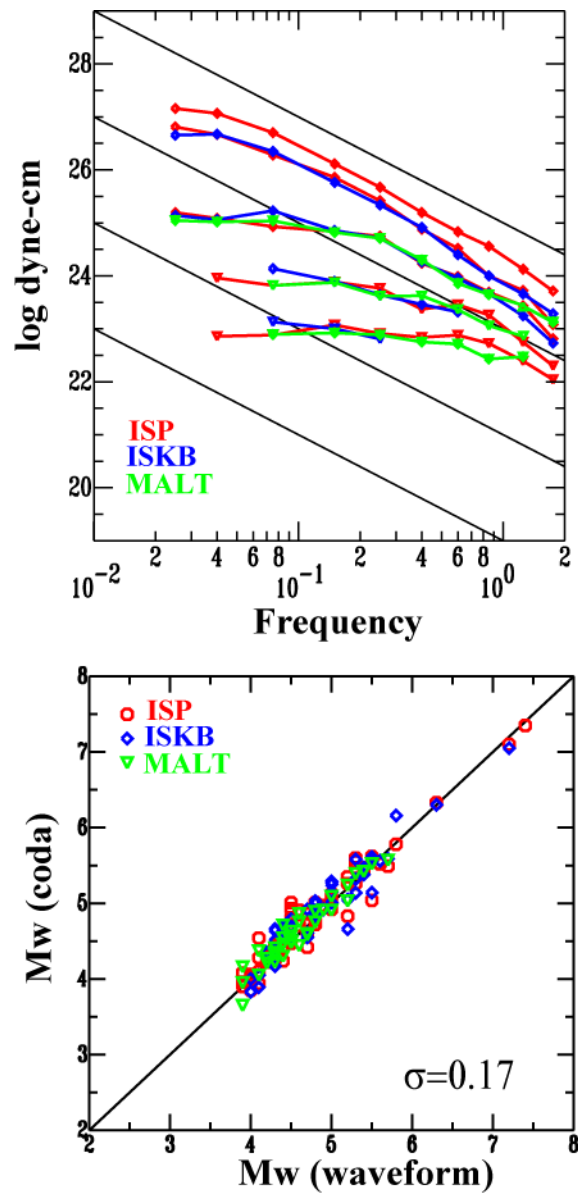 28
26
24
22
20
log dyne-cm
ISP
ISKB
MALT
10⁻² 2 4 6 8 10⁻¹ 2 4 6 8 10⁰ 2
Frequency
8
7
6
5
4
3
2
Mw (coda)
ISP
ISKB
MALT
σ=0.17
2 3 4 5 6 7 8
Mw (waveform)